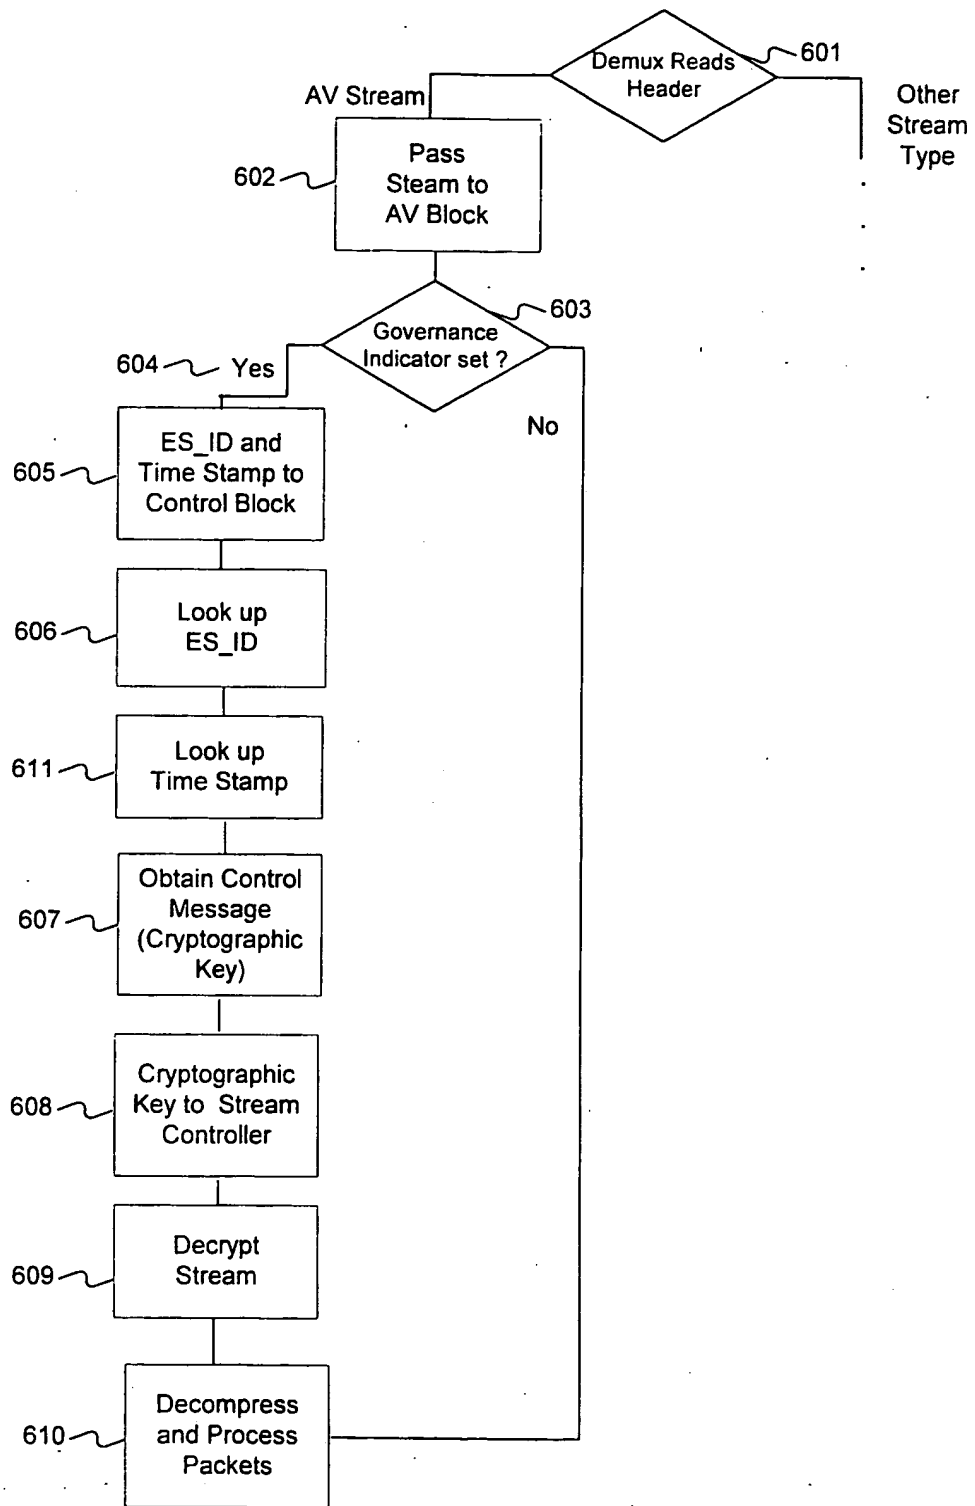 Demux Reads
Header
601
AV Stream
Other
Stream
Type
Pass
Steam to
AV Block
602
603
Governance
Indicator set ?
604
Yes
No
ES_ID and
Time Stamp to
Control Block
605
Look up
ES_ID
606
Look up
Time Stamp
611
Obtain Control
Message
(Cryptographic
Key)
607
Cryptographic
Key to Stream
Controller
608
Decrypt
Stream
609
Decompress
and Process
Packets
610